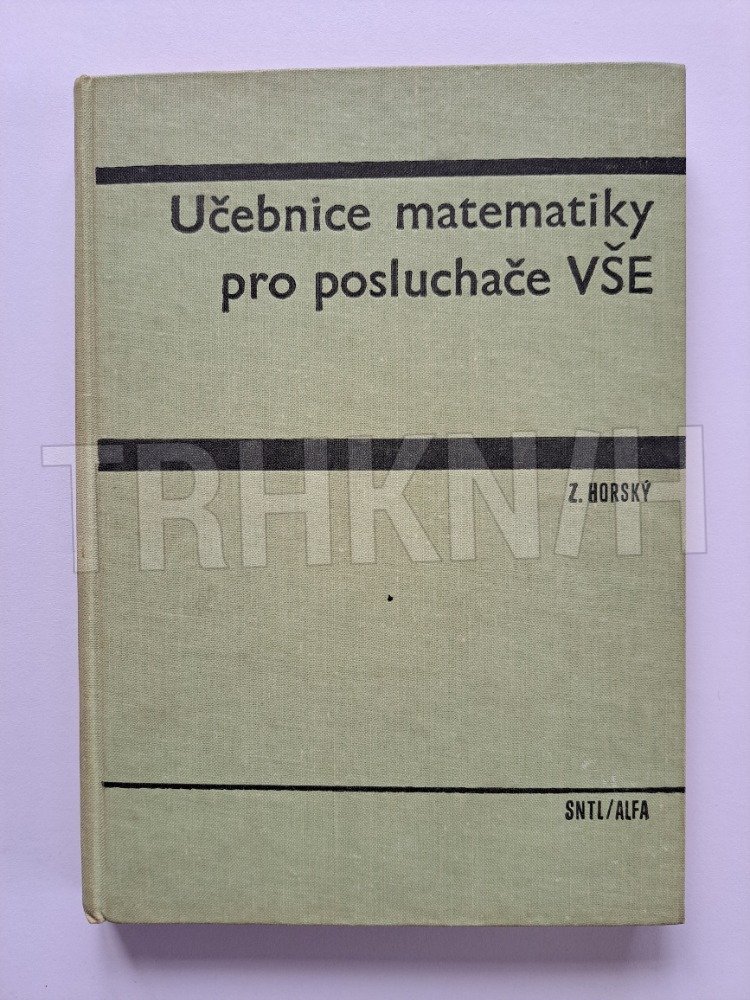 Učebnice matematiky
pro posluchače VŠE
TRHKNIH
Z. HORSKÝ
SNTL/ALFA